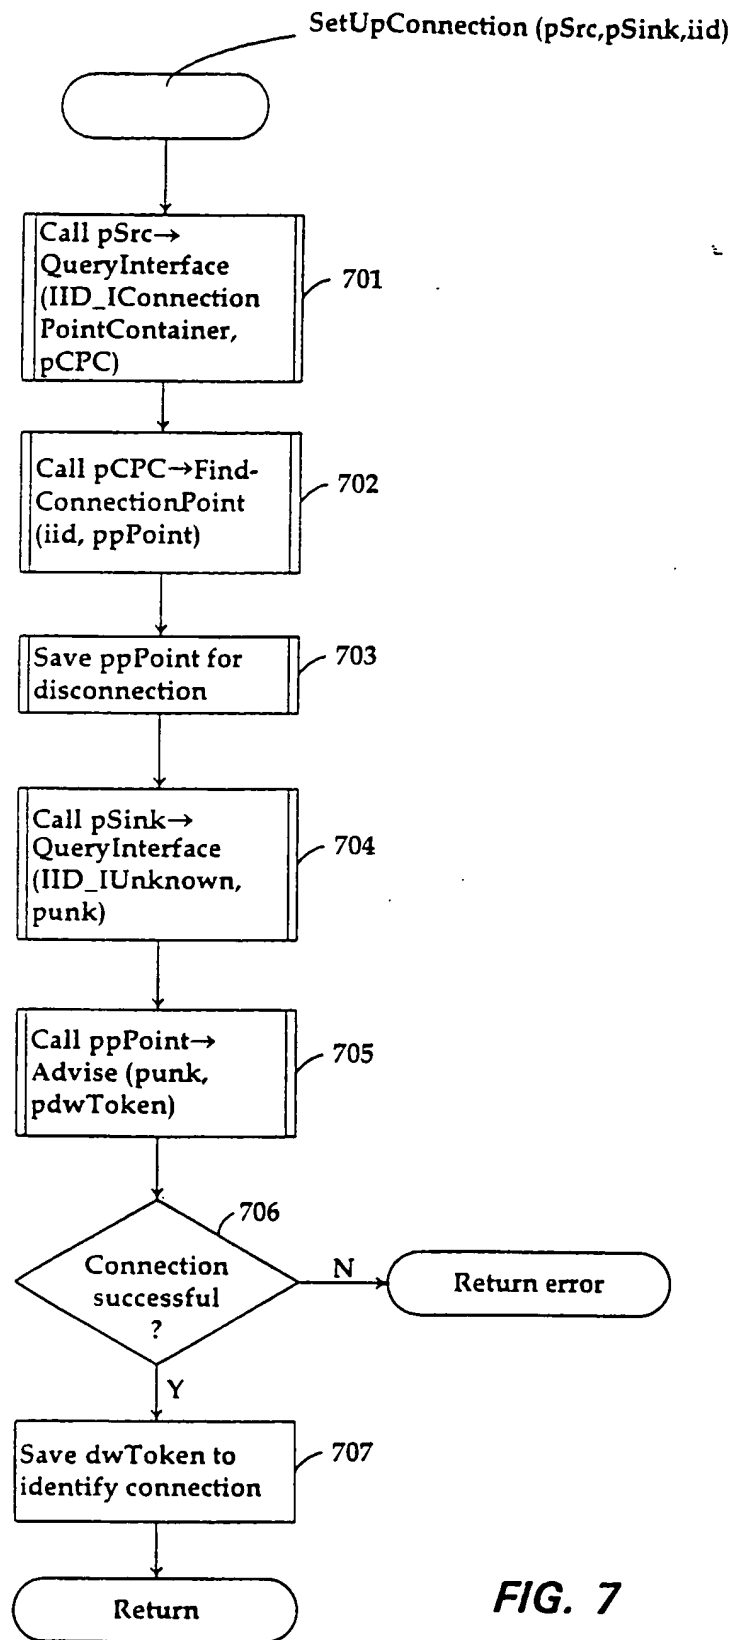 SetUpConnection (pSrc,pSink,iid)
Call pSrc→
QueryInterface
(IID_IConnection
PointContainer,
pCPC)
701
Call pCPC→Find-
ConnectionPoint
(iid, ppPoint)
702
Save ppPoint for
disconnection
703
Call pSink→
QueryInterface
(IID_IUnknown,
punk)
704
Call ppPoint→
Advise (punk,
pdwToken)
705
706
Connection
successful
?
N
Return error
Y
Save dwToken to
identify connection
707
Return
FIG. 7